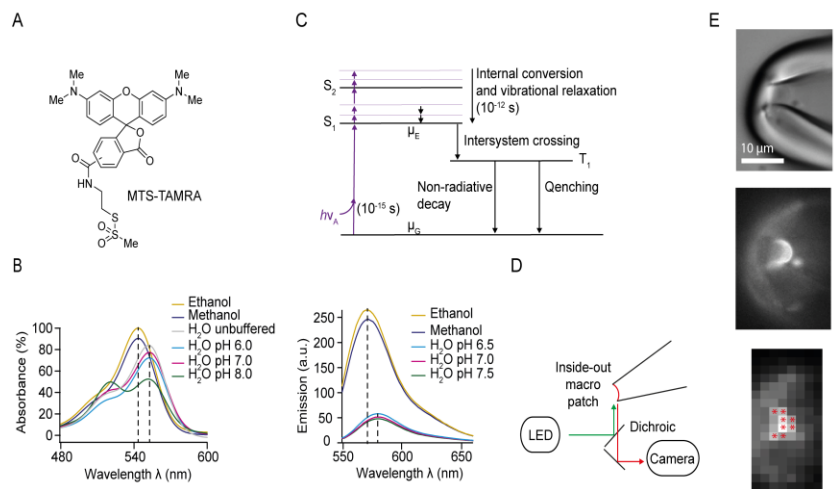 A
Me
N
Me
O
N
Me
Me
O
O
O
NH
MTS-TAMRA
S
O
S
O
Me
B
Absorbance (%)
100
80
60
40
20
0
480
520
560
600
Wavelength λ (nm)
Ethanol
Methanol
H2O unbuffered
H2O pH 6.0
H2O pH 7.0
H2O pH 8.0
Emission (a.u.)
250
200
150
100
50
0
550
600
650
Wavelength λ (nm)
Ethanol
Methanol
H2O pH 6.5
H2O pH 7.0
H2O pH 7.5
C
S2
S1
Internal conversion
and vibrational relaxation
(10-12 s)
μE
Intersystem crossing
T1
Non-radiative
decay
Qenching
hνA
(10-15 s)
μG
D
Inside-out
macro
patch
LED
Dichroic
Camera
E
10 μm